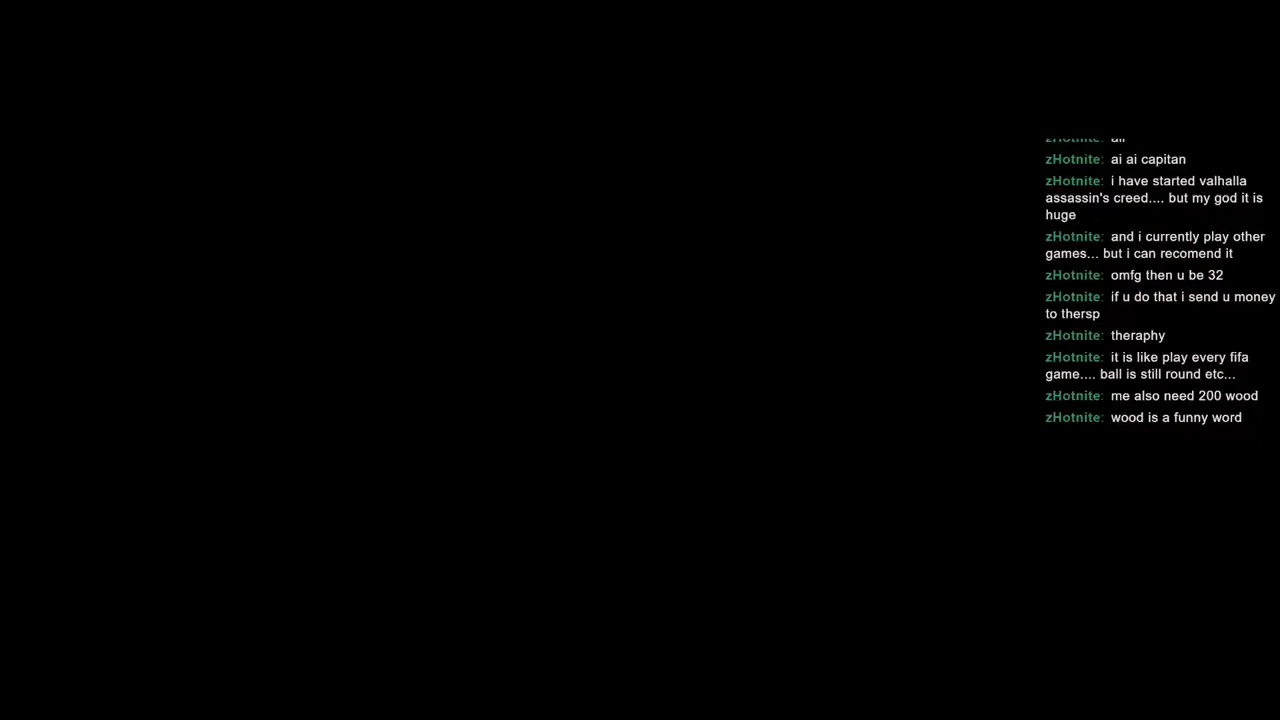 zHotnite: ai ai capitan
zHotnite: i have started valhalla
assassin's creed.... but my god it is
huge
zHotnite: and i currently play other
games... but i can recomend it
zHotnite: omfg then u be 32
zHotnite: if u do that i send u money
to thersp
zHotnite: theraphy
zHotnite: it is like play every fifa
game.... ball is still round etc...
zHotnite: me also need 200 wood
zHotnite: wood is a funny word